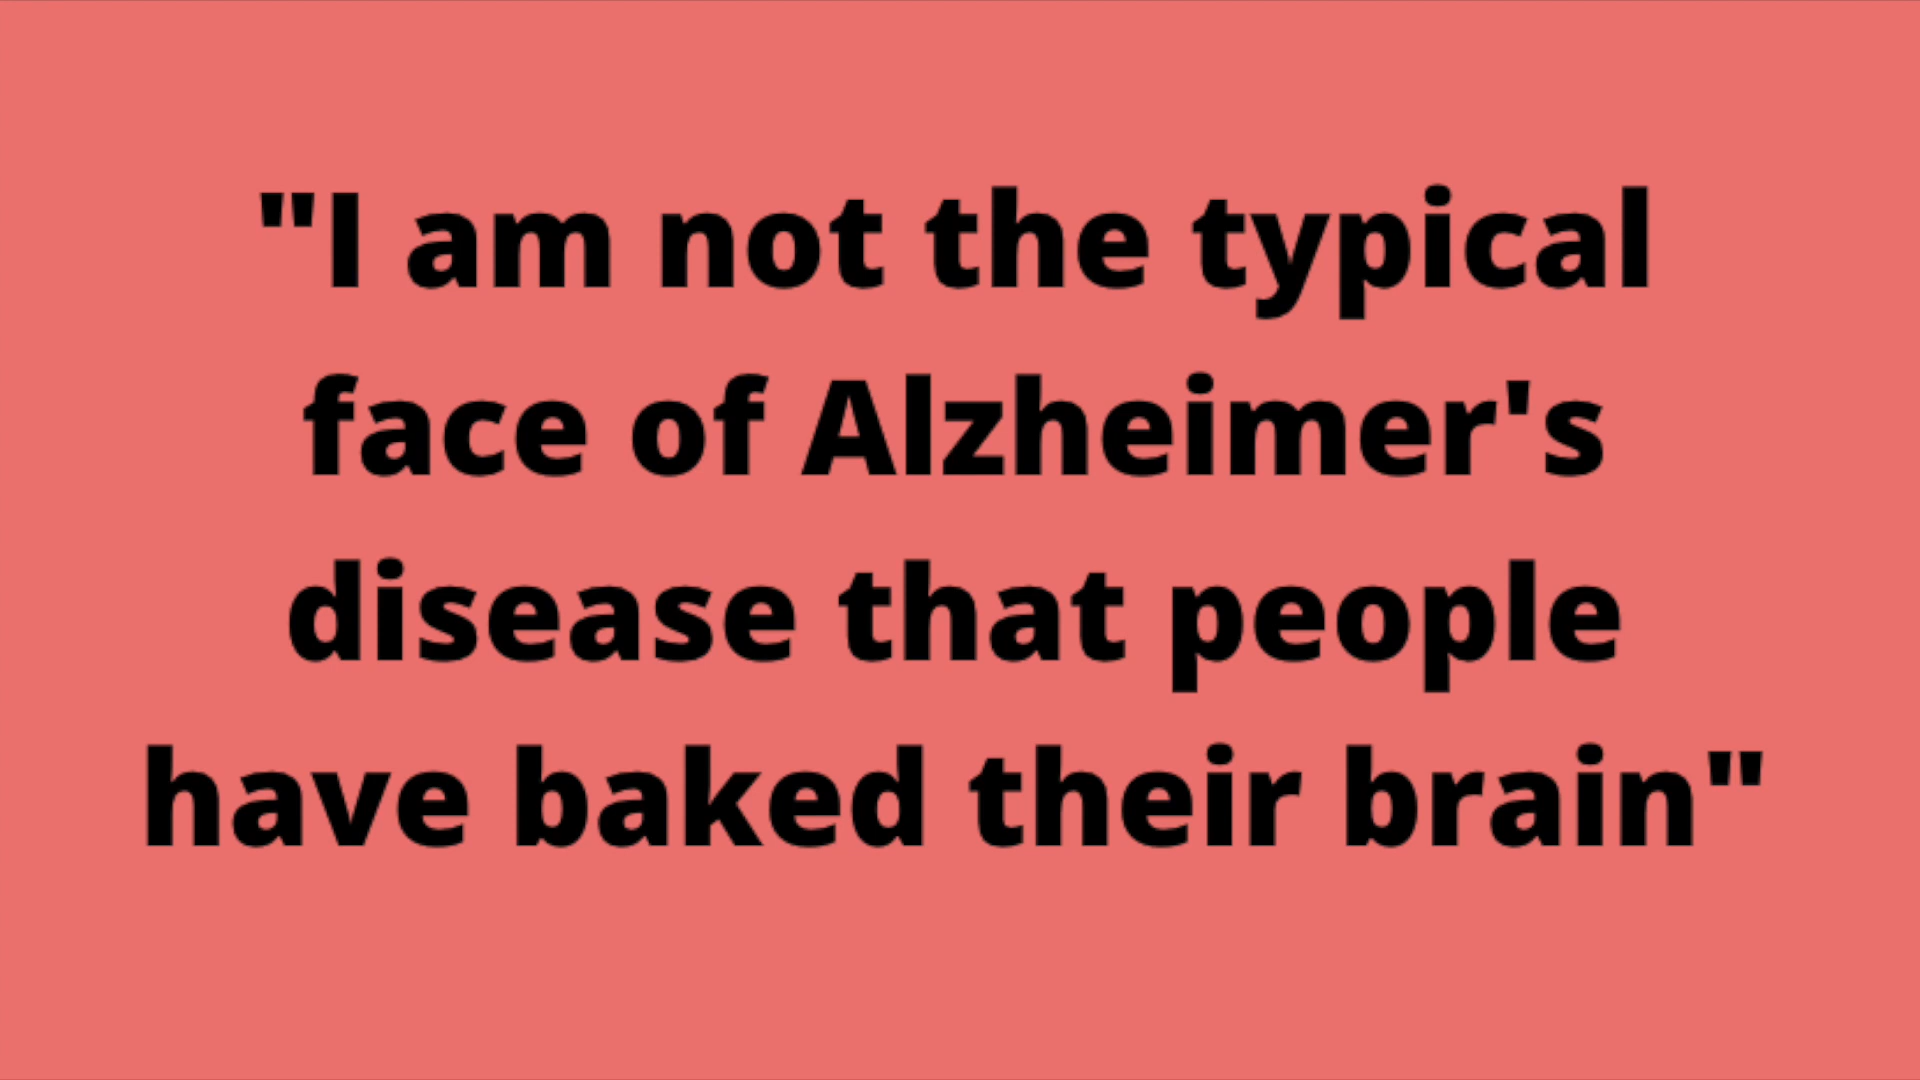 "I am not the typical
face of Alzheimer's
disease that people
have baked their brain"